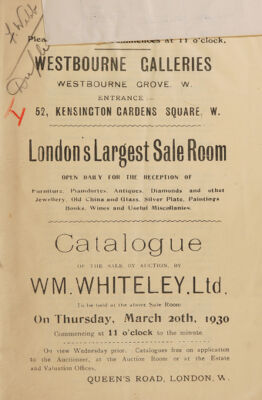 commences at 11 o'clock.
WESTBOURNE GALLERIES
WESTBOURNE GROVE, W.
ENTRANCE—
52, KENSINGTON GARDENS SQUARE, W.
London's Largest Sale Room
OPEN DAILY FOR THE RECEPTION OF
Furniture, Pianofortes, Antiques, Diamonds and other
Jewellery, Old China and Glass, Silver Plate, Paintings
Books, Wines and Useful Miscellanies.
Catalogue
OF THE SALE BY AUCTION, BY
WM. WHITELEY, Ltd.
To be held at the above Sale Room
On Thursday, March 20th, 1930
Commencing at 11 o'clock to the minute.
On view Wednesday prior. Catalogues free on application
to the Auctioneer, at the Auction Room or at the Estate
and Valuation Offices.
QUEEN'S ROAD, LONDON, W.